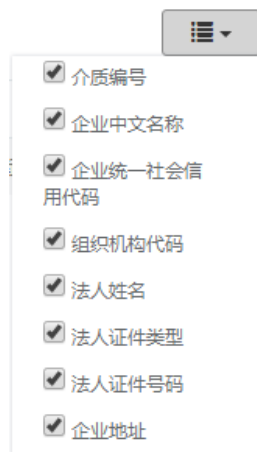 介质编号
企业中文名称
企业统一社会信
用代码
组织机构代码
法人姓名
法人证件类型
法人证件号码
企业地址